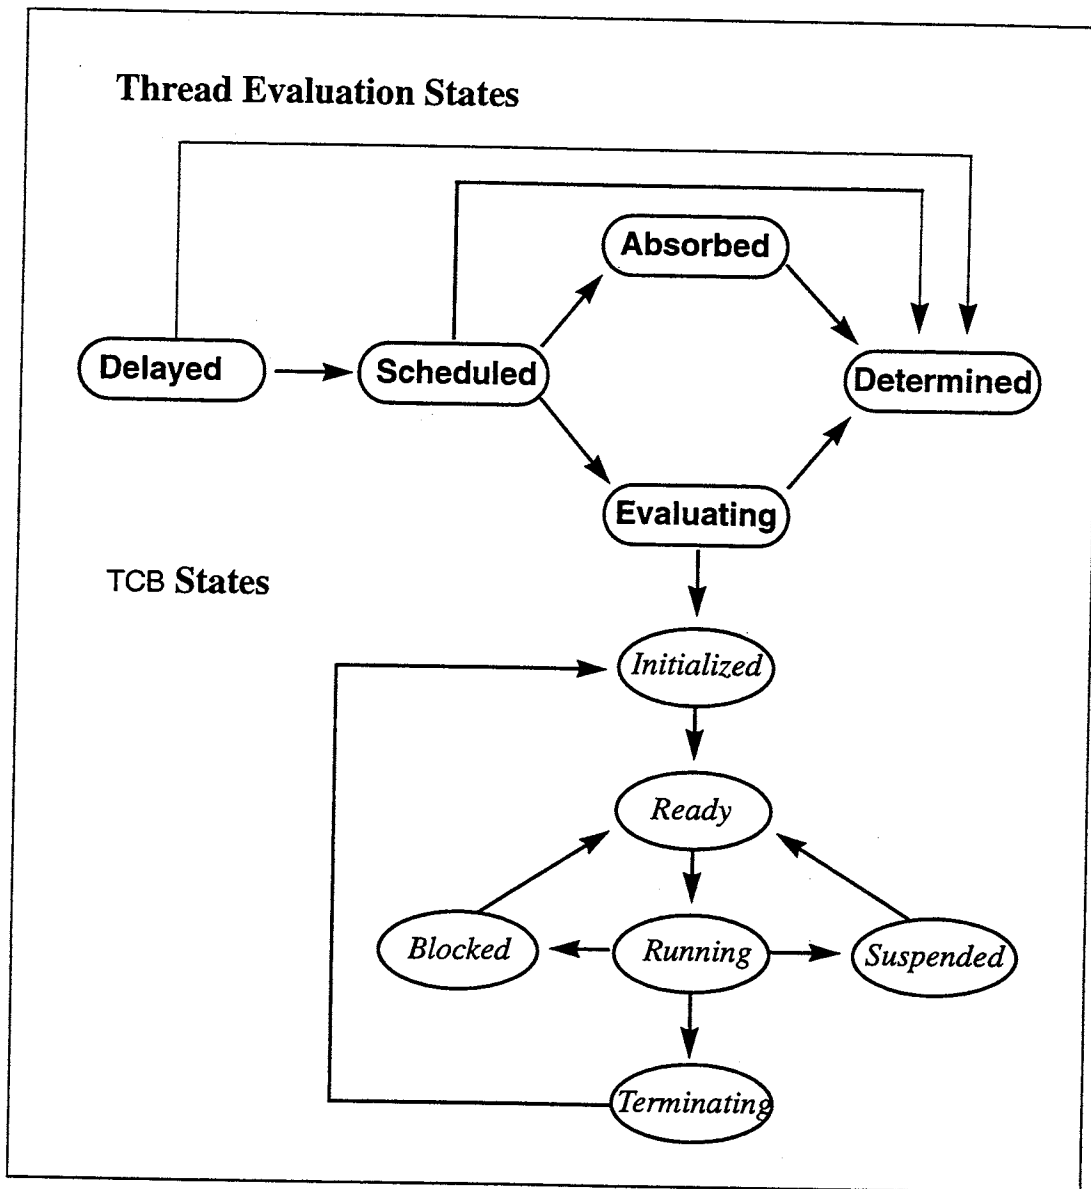 Thread Evaluation States
Absorbed
Delayed
Scheduled
Determined
Evaluating
TCB States
Initialized
Ready
Blocked
Running
Suspended
Terminating